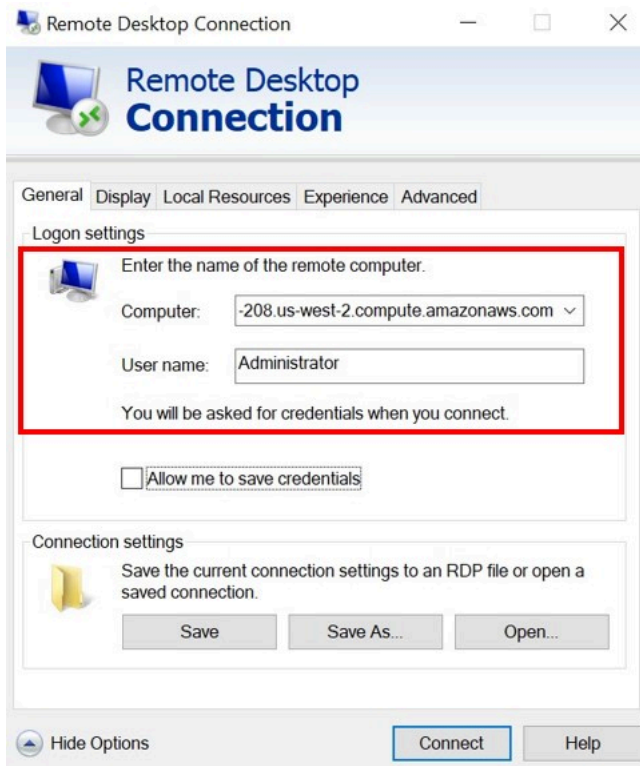 Remote Desktop Connection
Remote Desktop
Connection
General Display Local Resources Experience Advanced
Logon settings
Enter the name of the remote computer.
Computer: -208.us-west-2.compute.amazonaws.com
User name: Administrator
You will be asked for credentials when you connect.
Allow me to save credentials
Connection settings
Save the current connection settings to an RDP file or open a
saved connection.
Save Save As... Open...
Hide Options Connect Help